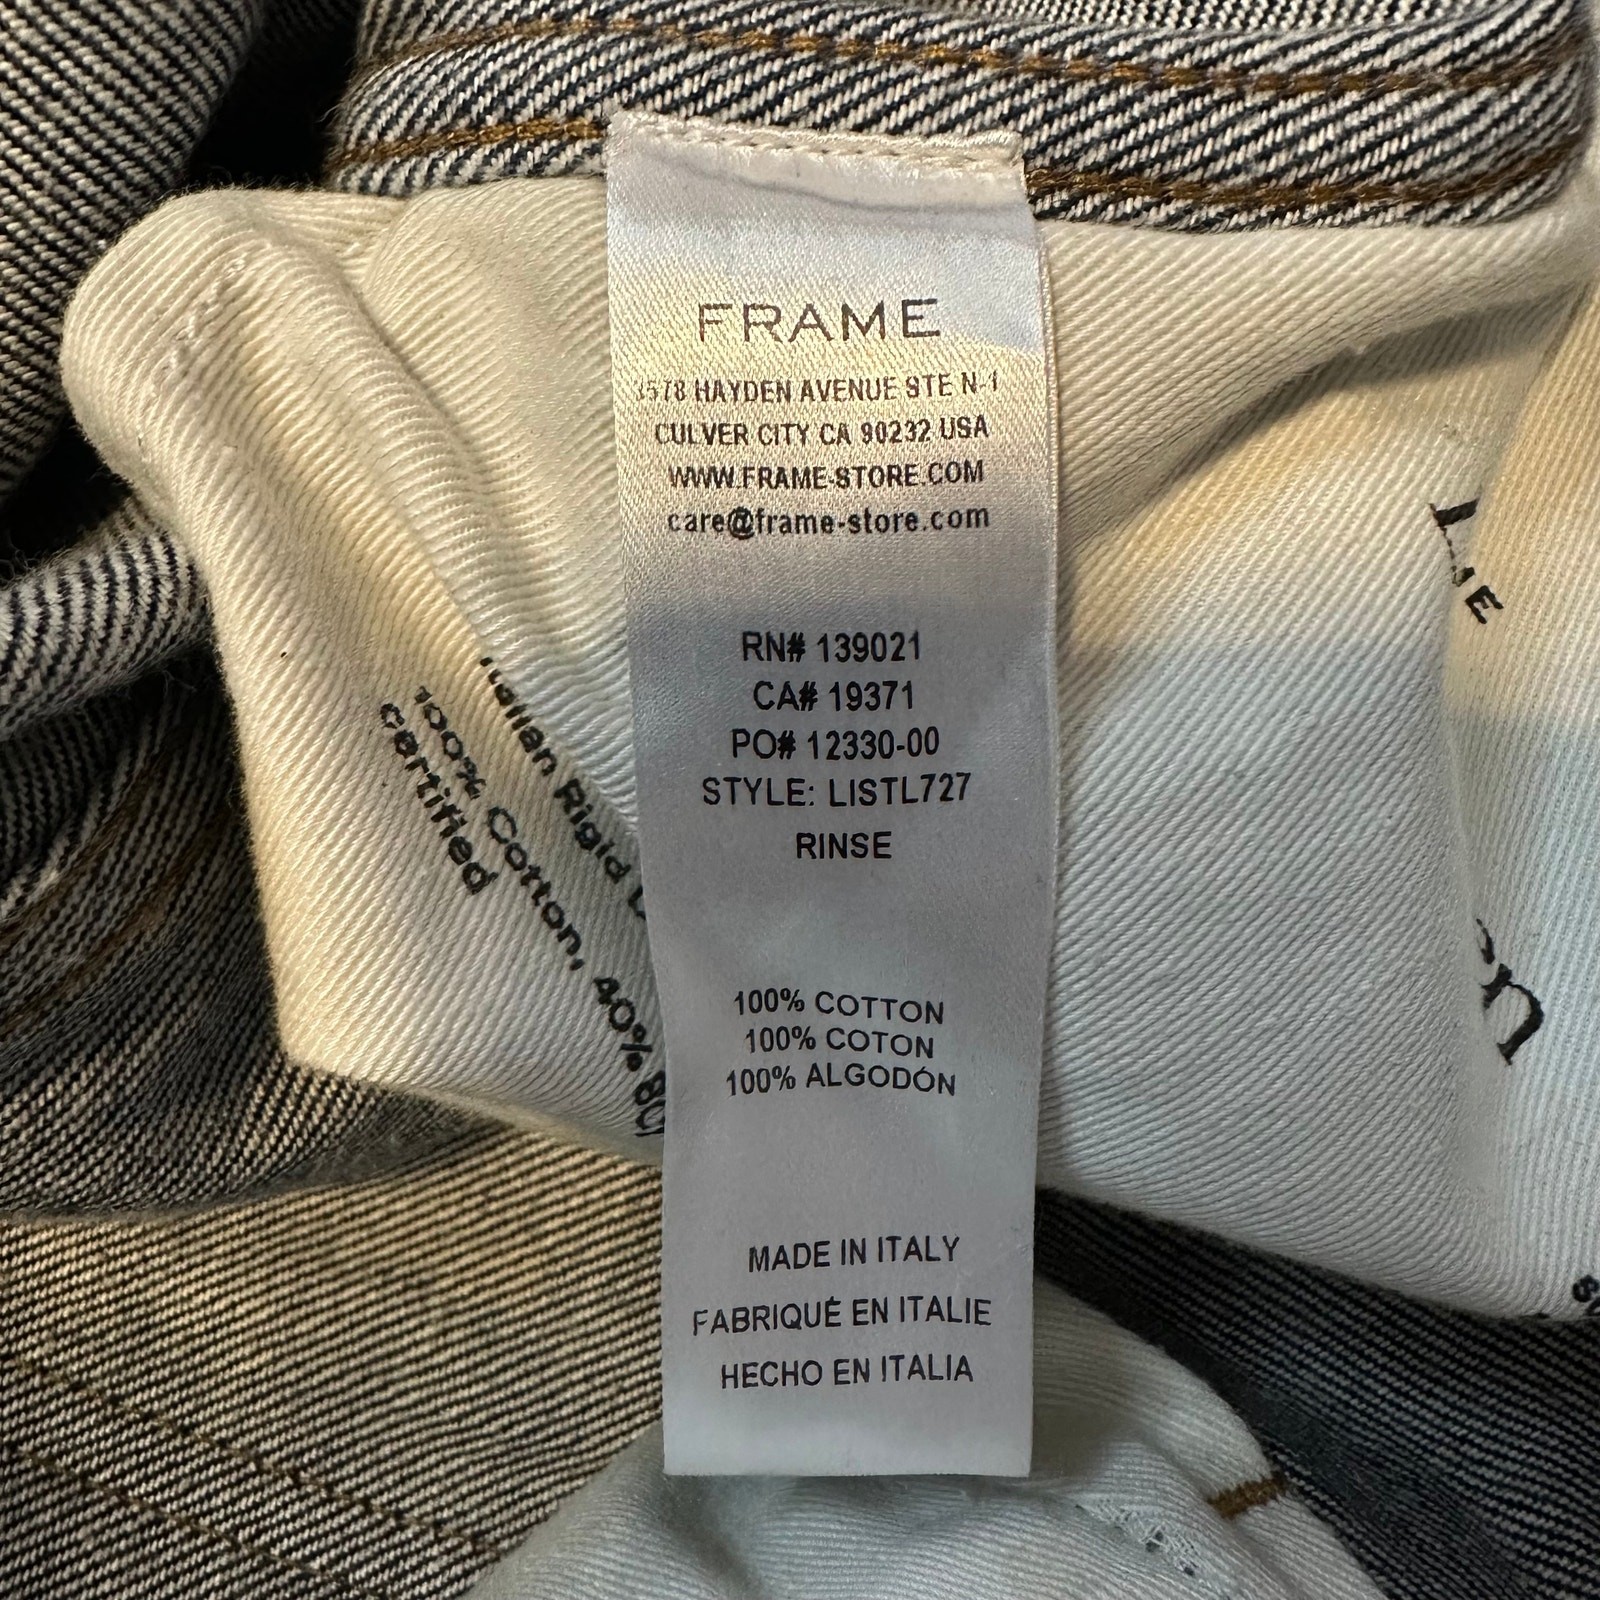 FRAME
3578 HAYDEN AVENUE STE N-1
CULVER CITY CA 90232 USA
WWW.FRAME-STORE.COM
care@frame-store.com
RN# 139021
CA# 19371
PO# 12330-00
STYLE: LISTL727
RINSE
100% COTTON
100% COTON
100% ALGODÓN
MADE IN ITALY
FABRIQUÉ EN ITALIE
HECHO EN ITALIA
Rigid
100% Cotton, 40%
certified